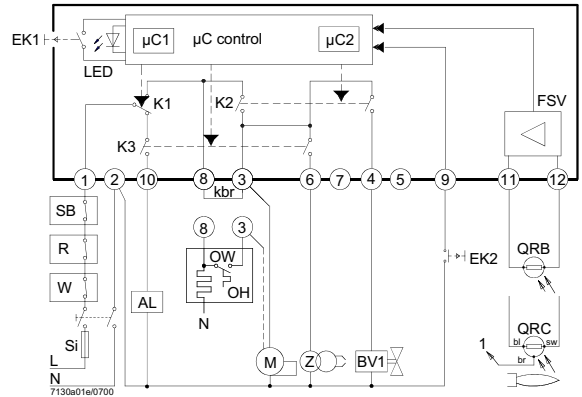 EK1
LED
µC1
µC control
µC2
K1
K2
FSV
K3
1 2 10 8 3 6 7 4 5 9 11 12
kbr
SB
R
W
Si
L
N
7130a01e/0700
AL
8 3
OW
OH
N
M
Z
BV1
EK2
QRB
QRC
1
bl
sw
br